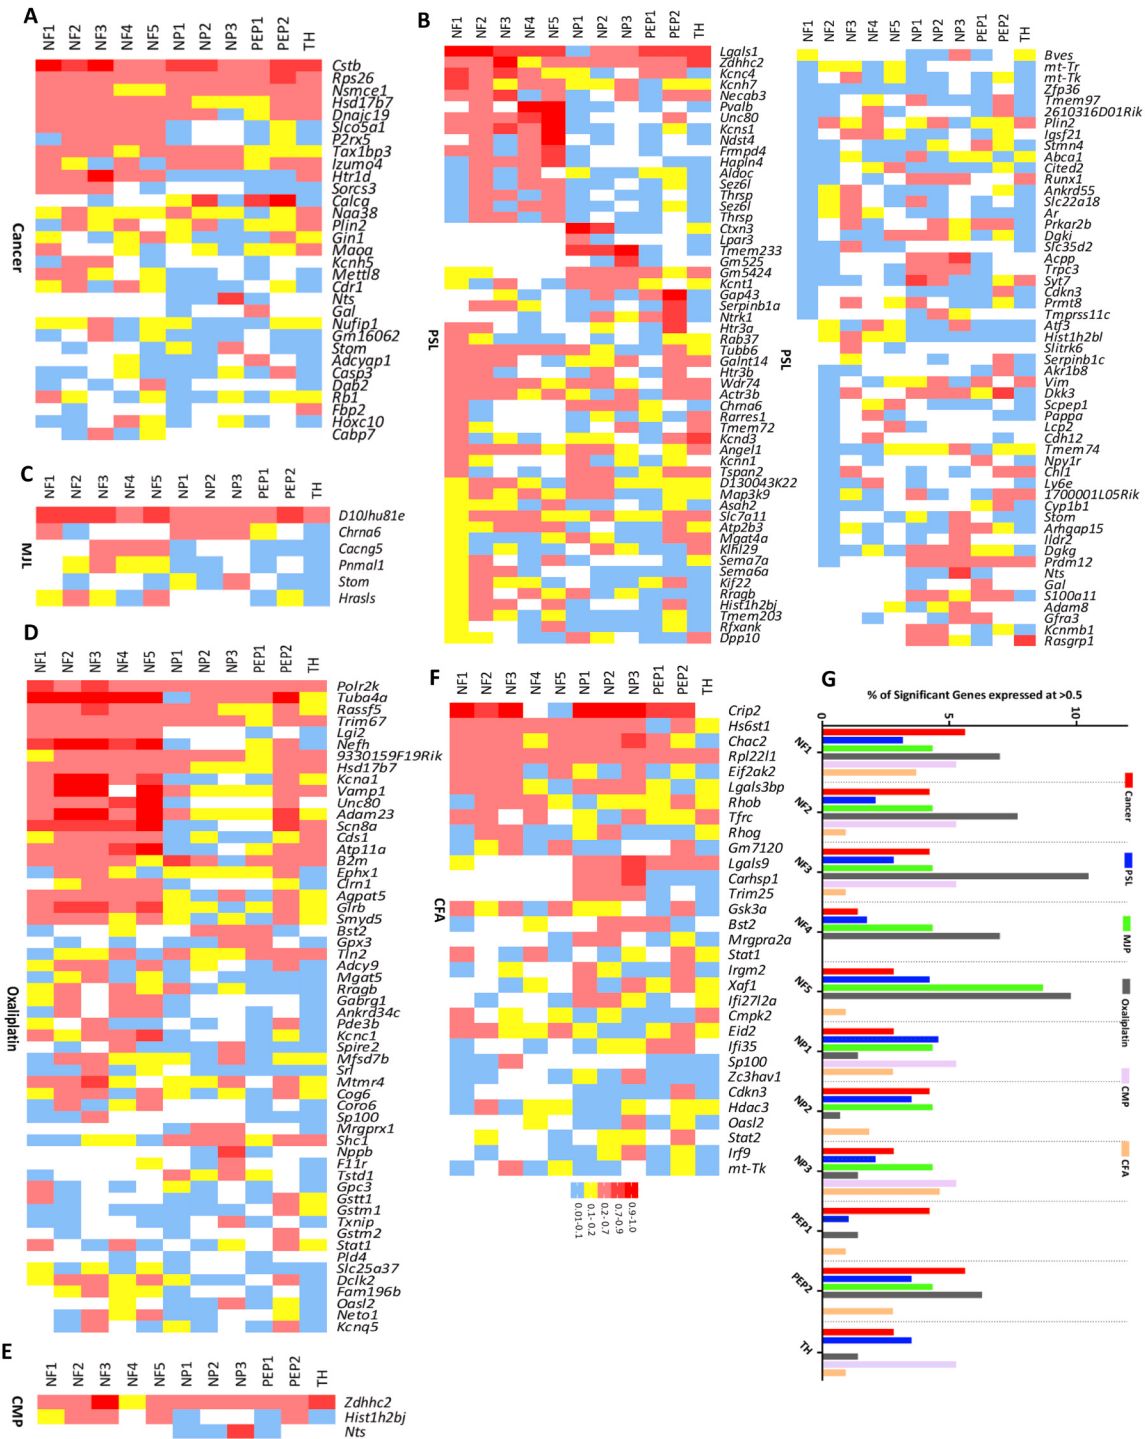 A
NF1 NF2 NF3 NF4 NF5 NP1 NP2 NP3 PEP1 PEP2 TH
Cancer
Cstb
Rps26
Nsmce1
Hsd17b7
Dnajc19
Slco5a1
P2rx5
Tax1bp3
Izumo4
Htr1d
Sorcs3
Calca
Naa38
Plin2
Gin1
Maoa
Kcnh5
Mettl8
Cdr1
Nts
Gal
Nufip1
Gm16062
Stom
Adcyap1
Casp3
Dab2
Rb1
Fbp2
Hoxc10
Cabp7
B
NF1 NF2 NF3 NF4 NF5 NP1 NP2 NP3 PEP1 PEP2 TH
PSL
Lgals1
Zdhhc2
Kcnc4
Kcnh7
Necab3
Pvalb
Unc80
Kcns1
Ndst4
Frmpd4
Hapln4
Aldoc
Sez6l
Thrsp
Sez6l
Thrsp
Ctxn3
Lpar3
Tmem233
Gm525
Gm5424
Kcnt1
Gap43
Serpinb1a
Ntrk1
Htr3a
Rab37
Tubb6
Galnt14
Htr3b
Wdr74
Actr3b
Chrna6
Rarres1
Tmem72
Kcnd3
Angel1
Kcnn1
Tspan2
D130043K22
Map3k9
Asah2
Slc7a11
Atp2b3
Mgat4a
Klhl29
Sema7a
Sema6a
Kif22
Rragb
Hist1h2bj
Tmem203
Rfxank
Dpp10
NF1 NF2 NF3 NF4 NF5 NP1 NP2 NP3 PEP1 PEP2 TH
PSL
Bves
mt-Tr
mt-Tk
Zfp36
Tmem97
2610316D01Rik
Plin2
Igsf21
Stmn4
Abca1
Cited2
Runx1
Ankrd55
Slc22a18
Ar
Prkar2b
Dgki
Slc35d2
Acpp
Trpc3
Syt7
Cdkn3
Prmt8
Tmprss11c
Atf3
Hist1h2bl
Slitrk6
Serpinb1c
Akr1b8
Vim
Dkk3
Scpep1
Pappa
Lcp2
Cdh12
Tmem74
Npy1r
Chl1
Ly6e
1700001L05Rik
Cyp1b1
Stom
Arhgap15
Ildr2
Dgkg
Prdm12
Nts
Gal
S100a11
Adam8
Gfra3
Kcnmb1
Rasgrp1
C
NF1 NF2 NF3 NF4 NF5 NP1 NP2 NP3 PEP1 PEP2 TH
MJL
D10Jhu81e
Chrna6
Cacng5
Pnmal1
Stom
Hrasls
D
NF1 NF2 NF3 NF4 NF5 NP1 NP2 NP3 PEP1 PEP2 TH
Oxaliplatin
Polr2k
Tuba4a
Rassf5
Trim67
Lgi2
Nefh
9330159F19Rik
Hsd17b7
Kcna1
Vamp1
Unc80
Adam23
Scn8a
Cds1
Atp11a
B2m
Ephx1
Clrn1
Agpat5
Glrb
Smyd5
Bst2
Gpx3
Tln2
Adcy9
Mgat5
Rragb
Gabrg1
Ankrd34c
Pde3b
Kcnc1
Spire2
Mfsd7b
Srl
Mtmr4
Cog6
Coro6
Sp100
Mrgprx1
Shc1
Nppb
F11r
Tstd1
Gpc3
Gstt1
Gstm1
Txnip
Gstm2
Stat1
Pld4
Slc25a37
Dclk2
Fam196b
Oasl2
Neto1
Kcnq5
E
NF1 NF2 NF3 NF4 NF5 NP1 NP2 NP3 PEP1 PEP2 TH
CMP
Zdhhc2
Hist1h2bj
Nts
F
NF1 NF2 NF3 NF4 NF5 NP1 NP2 NP3 PEP1 PEP2 TH
CFA
Crip2
Hs6st1
Chac2
Rpl22l1
Eif2ak2
Lgals3bp
Rhob
Tfrc
Rhog
Gm7120
Lgals9
Carhsp1
Trim25
Gsk3a
Bst2
Mrgpra2a
Stat1
Irgm2
Xaf1
Ifi27l2a
Cmpk2
Eid2
Ifi35
Sp100
Zc3hav1
Cdkn3
Hdac3
Oasl2
Stat2
Irf9
mt-Tk
0.01-0.1
0.1- 0.2
0.2- 0.7
0.7-0.9
0.9-1.0
G
% of Significant Genes expressed at >0.5
0 5 10
NF1
NF2
NF3
NF4
NF5
NP1
NP2
NP3
PEP1
PEP2
TH
Cancer
PSL
MJP
Oxaliplatin
CMP
CFA